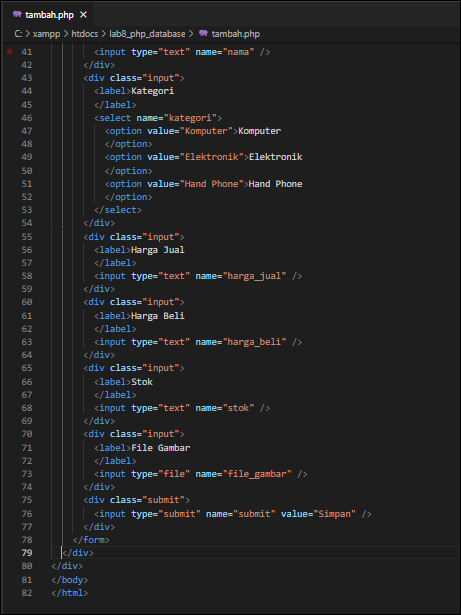 tambah.php ×
C: > xampp > htdocs > lab8_php_database > tambah.php
41 <input type="text" name="nama" />
42 </div>
43 <div class="input">
44 <label>Kategori
45 </label>
46 <select name="kategori">
47 <option value="Komputer">Komputer
48 </option>
49 <option value="Elektronik">Elektronik
50 </option>
51 <option value="Hand Phone">Hand Phone
52 </option>
53 </select>
54 </div>
55 <div class="input">
56 <label>Harga Jual
57 </label>
58 <input type="text" name="harga_jual" />
59 </div>
60 <div class="input">
61 <label>Harga Beli
62 </label>
63 <input type="text" name="harga_beli" />
64 </div>
65 <div class="input">
66 <label>Stok
67 </label>
68 <input type="text" name="stok" />
69 </div>
70 <div class="input">
71 <label>File Gambar
72 </label>
73 <input type="file" name="file_gambar" />
74 </div>
75 <div class="submit">
76 <input type="submit" name="submit" value="Simpan" />
77 </div>
78 </form>
79 </div>
80 </div>
81 </body>
82 </html>